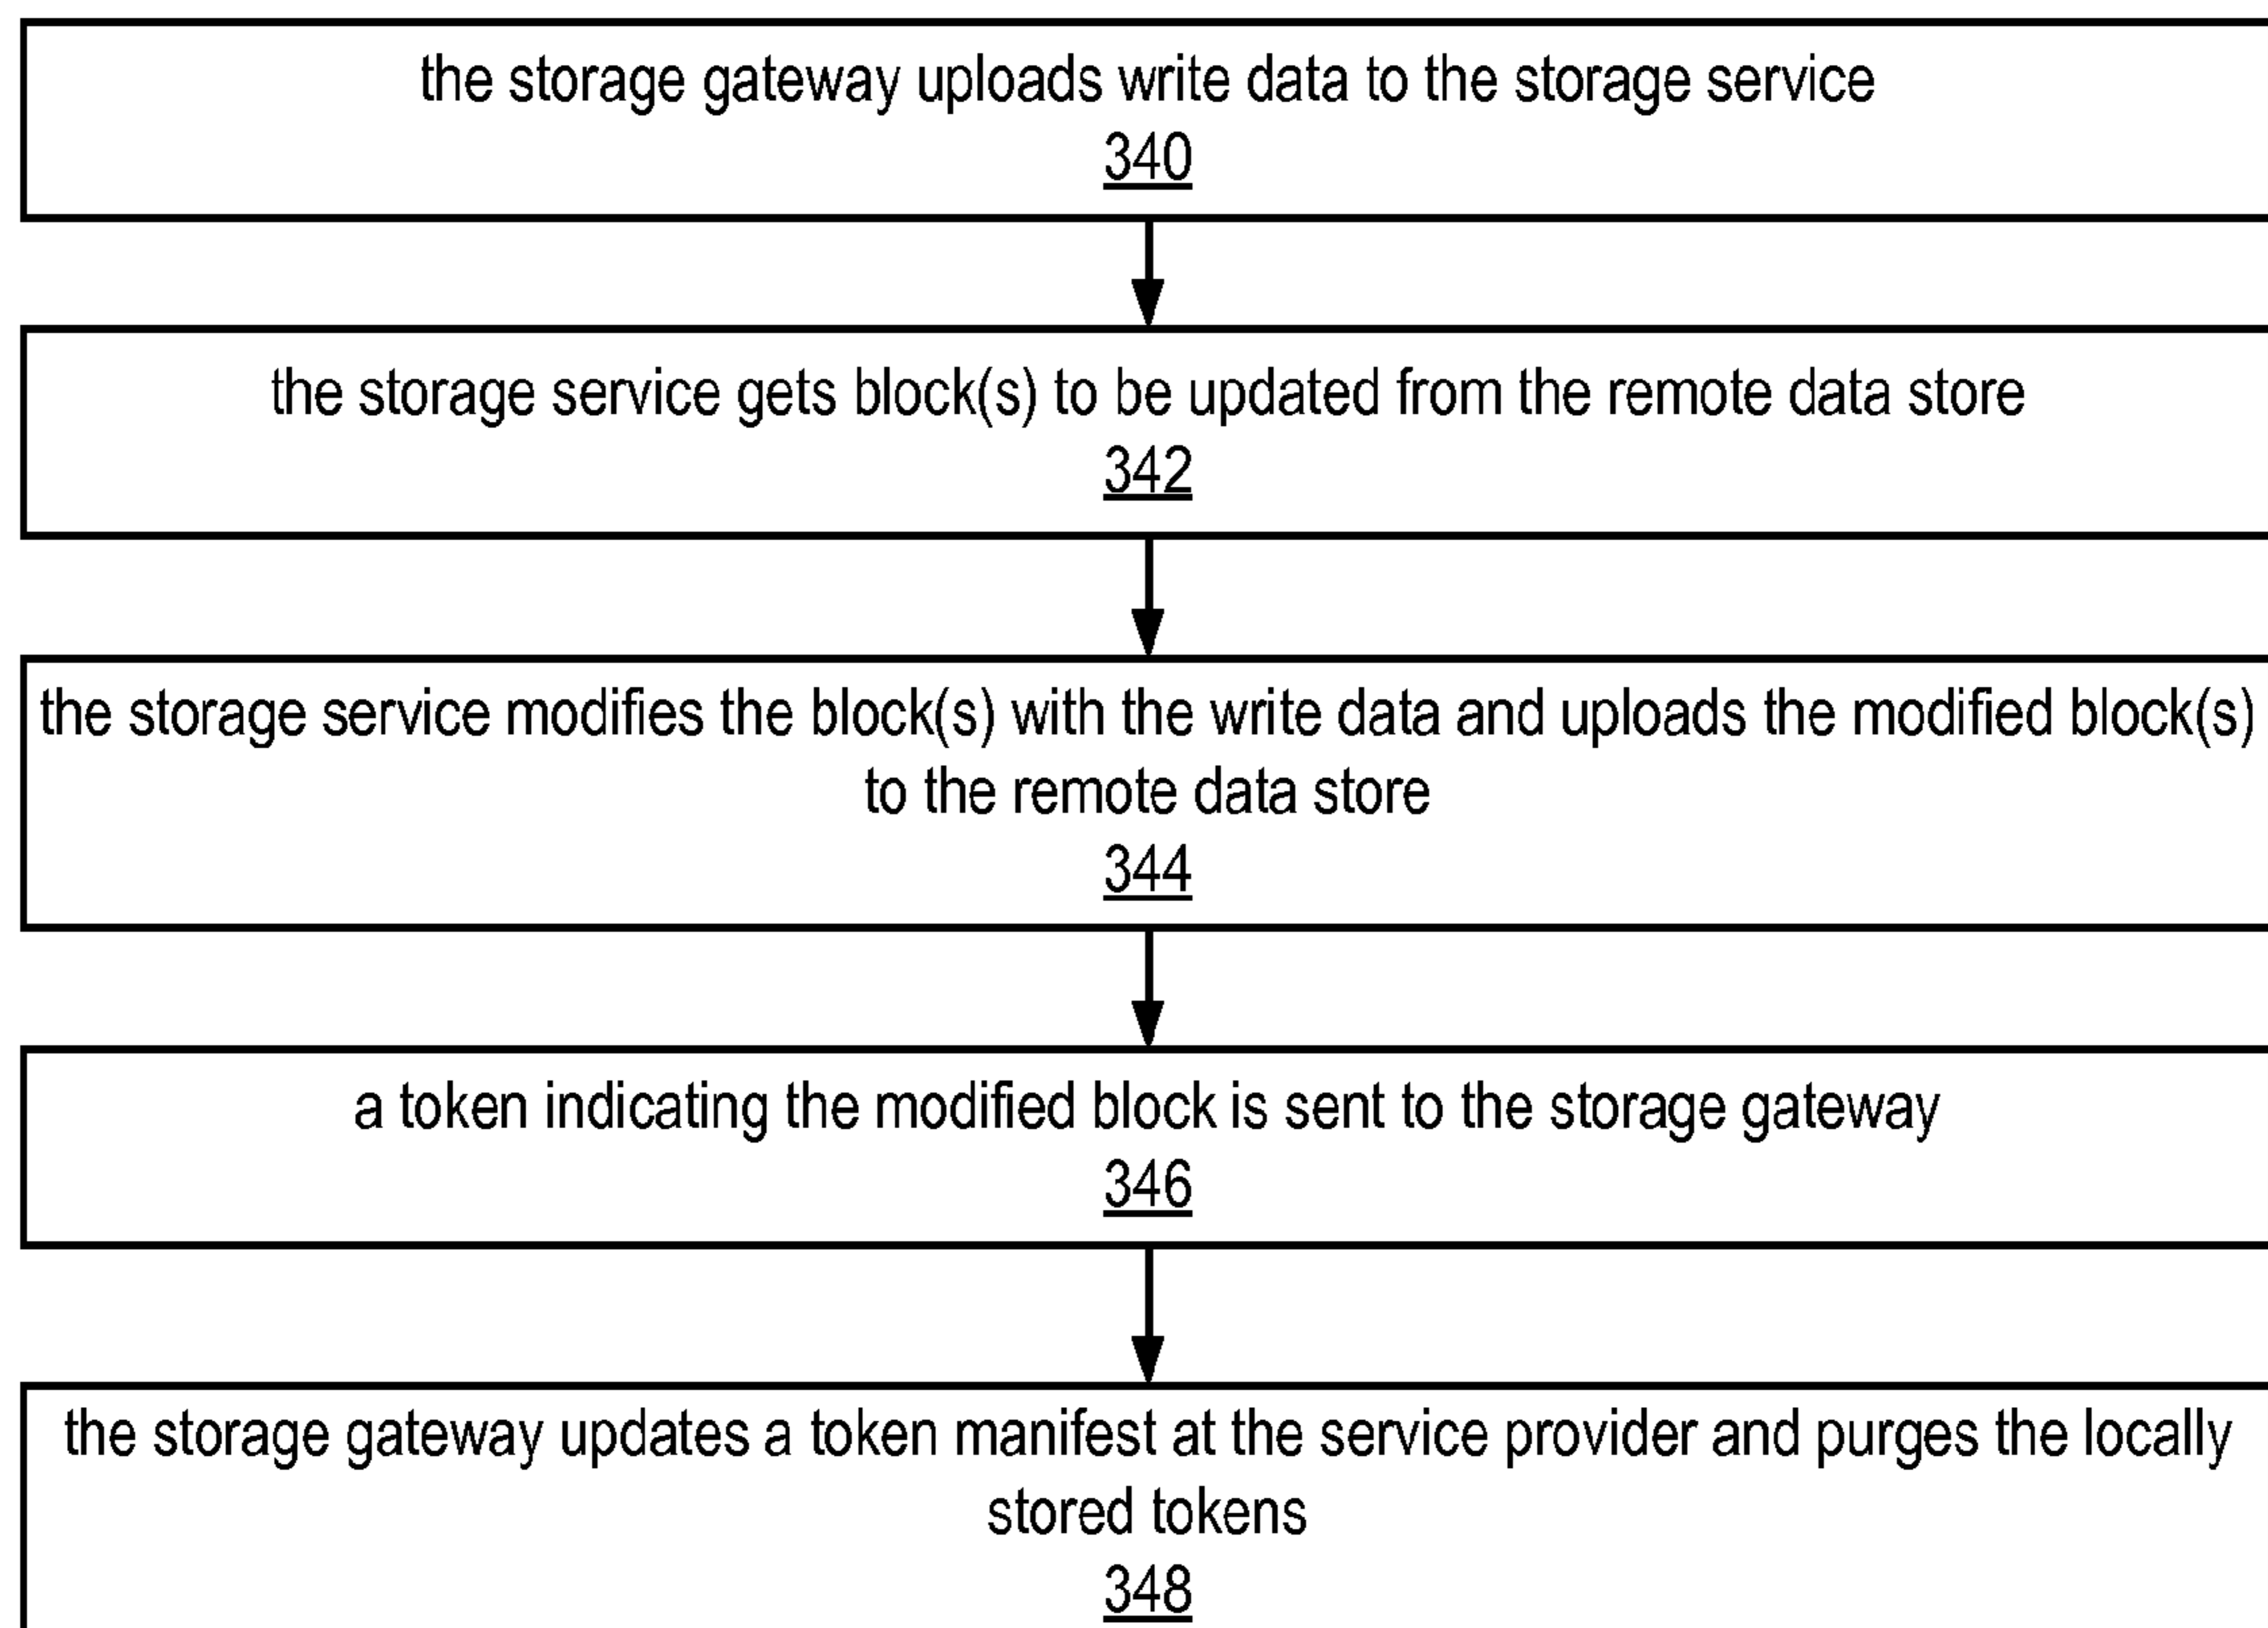 the storage gateway uploads write data to the storage service
340
the storage service gets block(s) to be updated from the remote data store
342
the storage service modifies the block(s) with the write data and uploads the modified block(s)
to the remote data store
344
a token indicating the modified block is sent to the storage gateway
346
the storage gateway updates a token manifest at the service provider and purges the locally
stored tokens
348